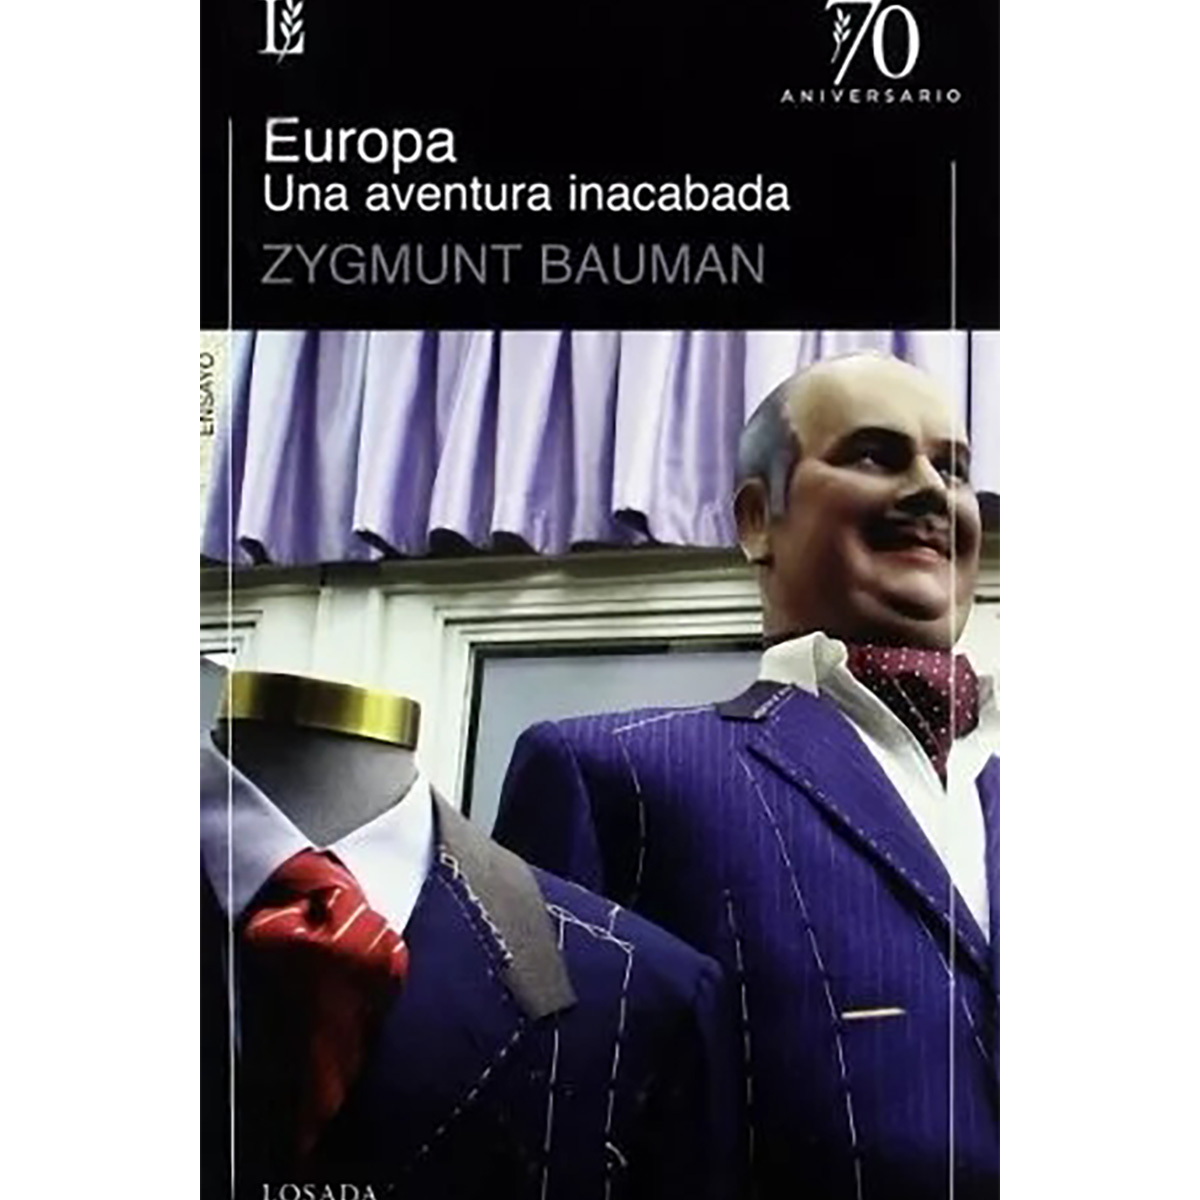 L
70
ANIVERSARIO
Europa
Una aventura inacabada
ZYGMUNT BAUMAN
ENSAYO
LOSADA